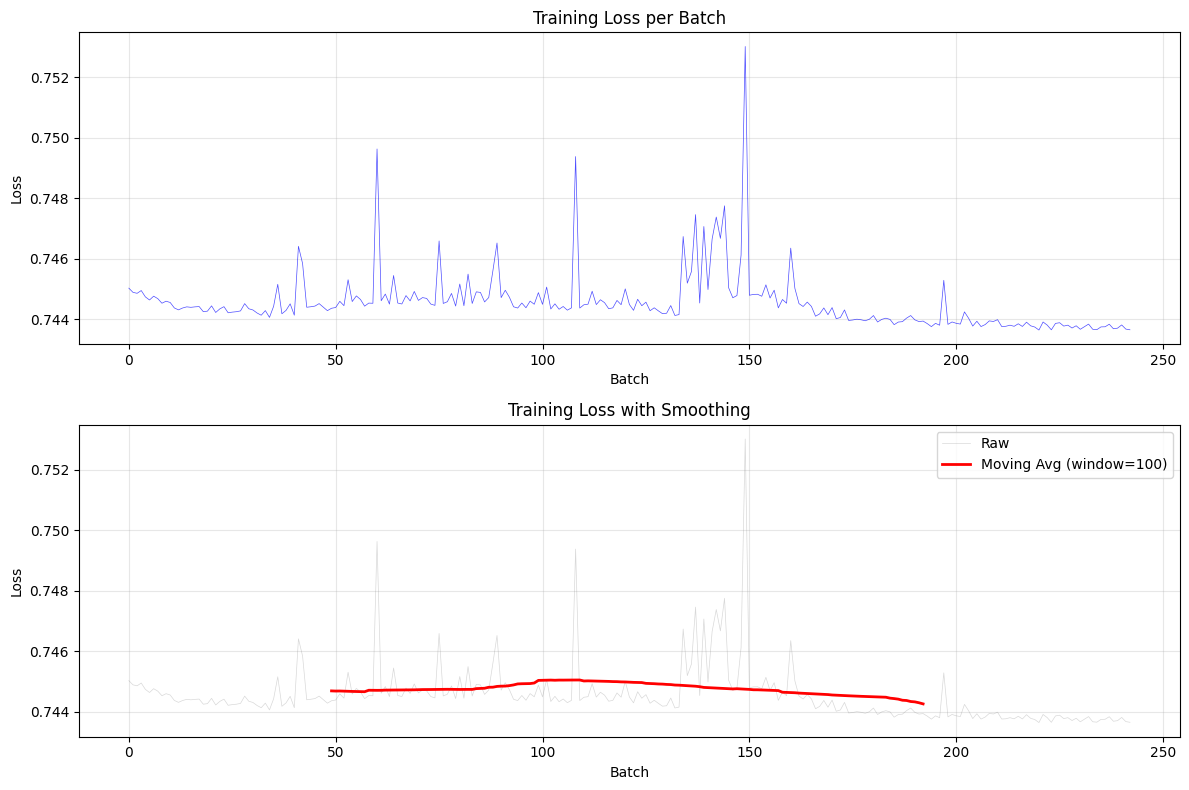 Training Loss per Batch
0.752
0.750
0.748
0.746
0.744
Loss
0 50 100 150 200 250
Batch
Training Loss with Smoothing
Raw
Moving Avg (window=100)
0.752
0.750
0.748
0.746
0.744
Loss
0 50 100 150 200 250
Batch